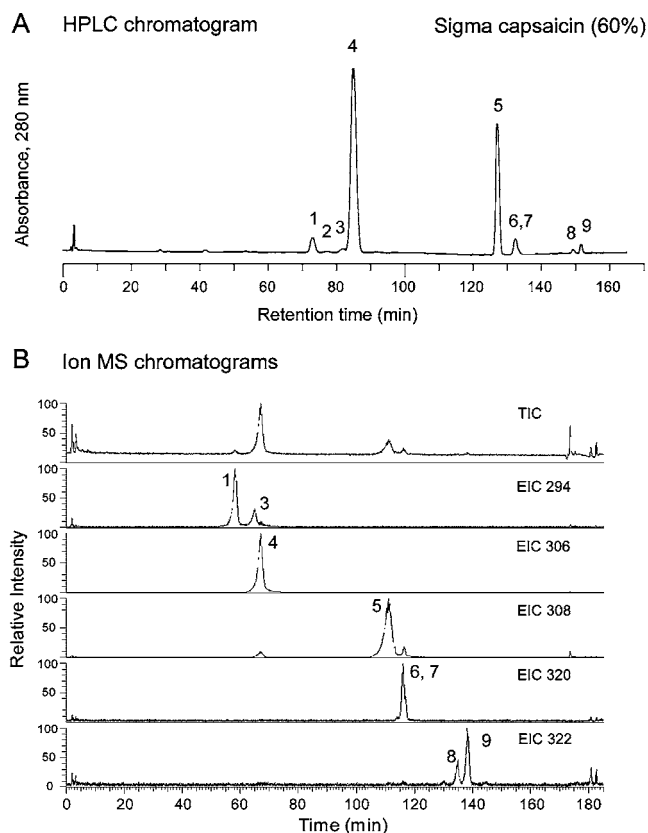 A HPLC chromatogram Sigma capsaicin (60%)
4
5
1
2
3
6,7
8
9
Absorbance, 280 nm
0 20 40 60 80 100 120 140 160
Retention time (min)
B Ion MS chromatograms
100
50
TIC
100
50
1
3
EIC 294
100
50
4
EIC 306
100
50
5
EIC 308
100
50
6, 7
EIC 320
100
50
0
8
9
EIC 322
Relative Intensity
0 20 40 60 80 100 120 140 160 180
Time (min)